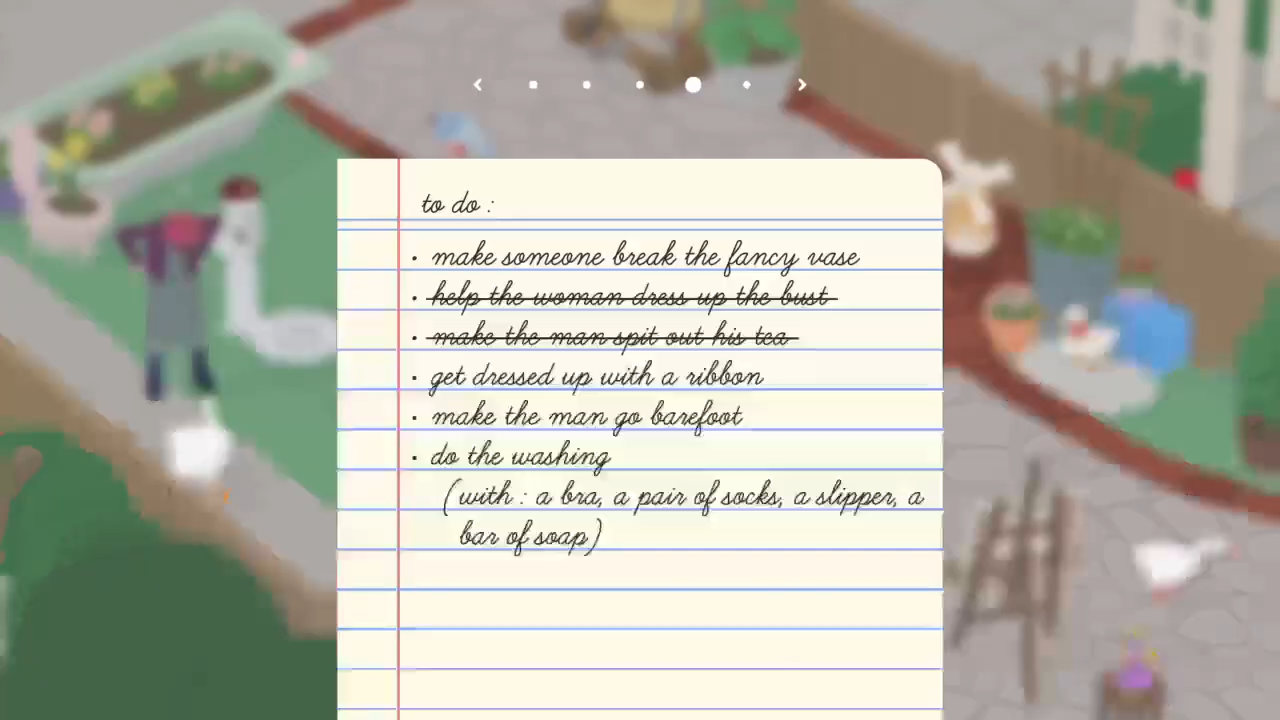 to do :
• make someone break the fancy vase
• help the woman dress up the bust
• make the man spit out his tea
• get dressed up with a ribbon
• make the man go barefoot
• do the washing
(with : a bra, a pair of socks, a slipper, a
bar of soap)